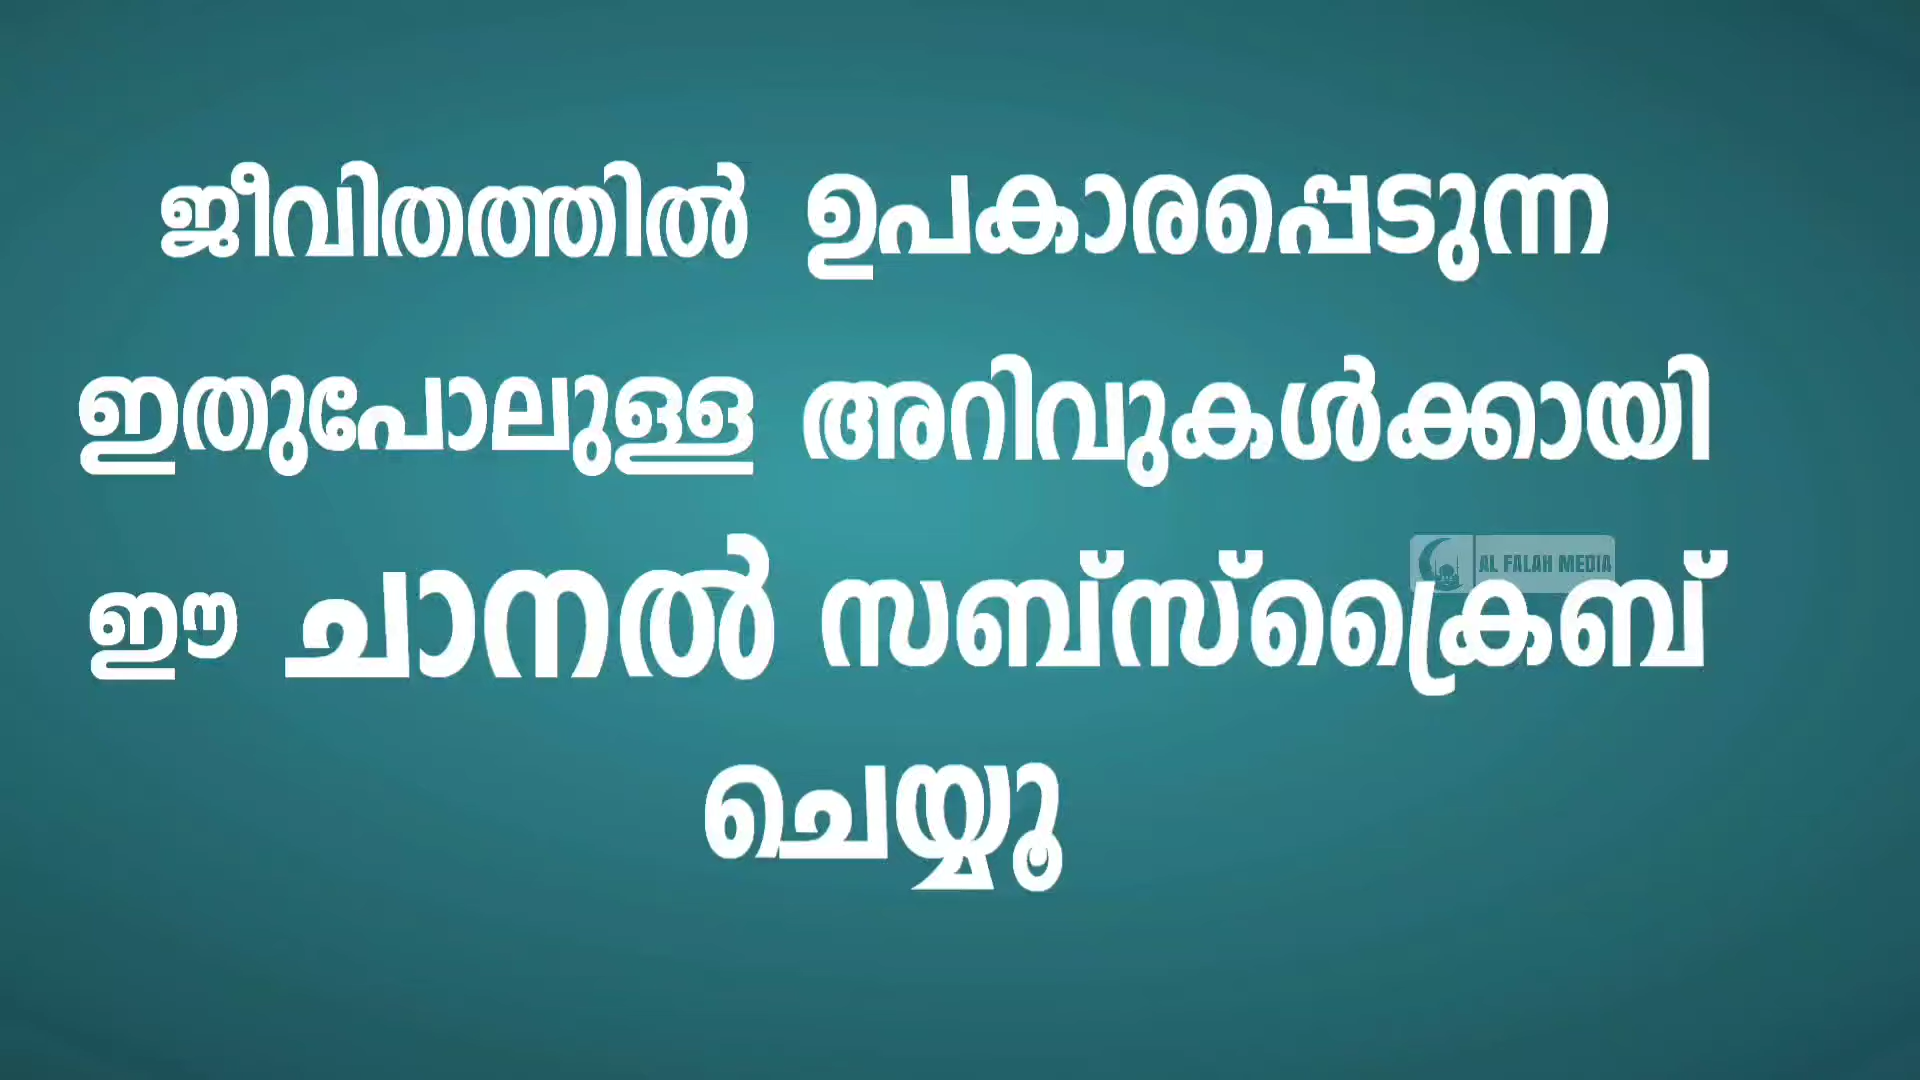 ജീവിതത്തിൽ ഉപകാരപ്പെടുന്ന
ഇതുപോലുള്ള അറിവുകൾക്കായി
AL FALAH MEDIA
ഈ ചാനൽ സബ്സ്ക്രൈബ്
ചെയ്യൂ